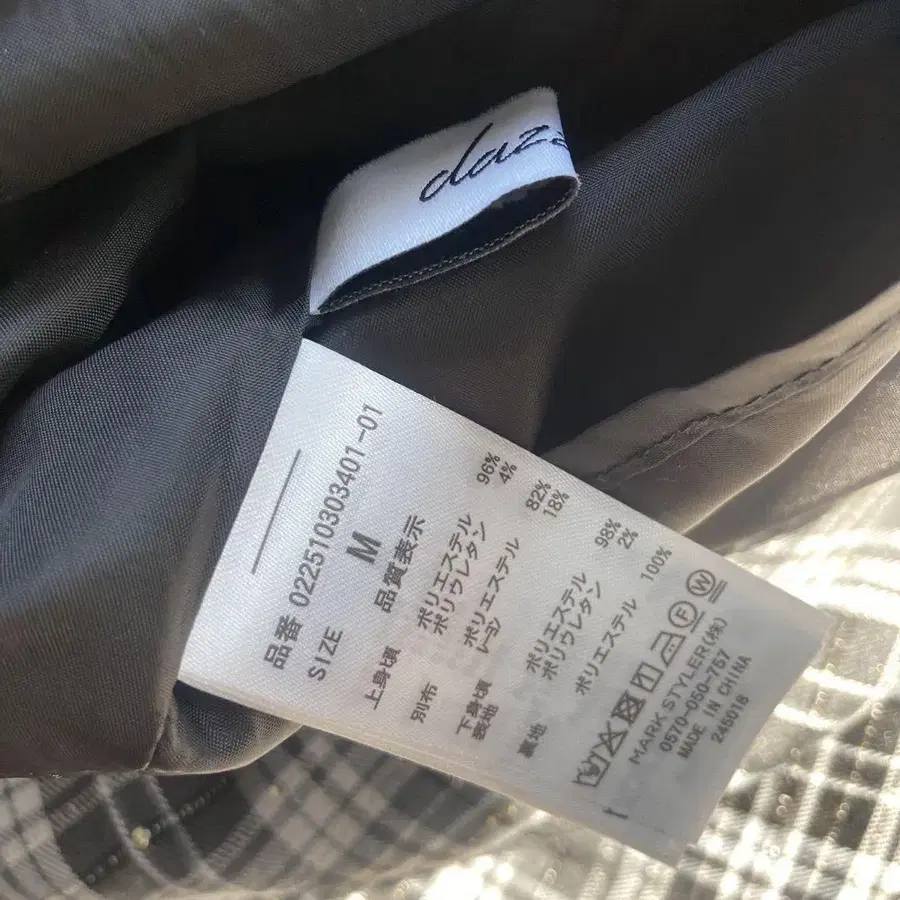 daz
品番 022510303401-01
SIZE M
品質表示
上身頃 ポリエステル 96%
ポリウレタン 4%
別布 ポリエステル 82%
レーヨン 18%
下身頃
表地 ポリエステル 98%
ポリウレタン 2%
裏地 ポリエステル 100%
MARK STYLER(株)
0570-050-757
MADE IN CHINA
245018